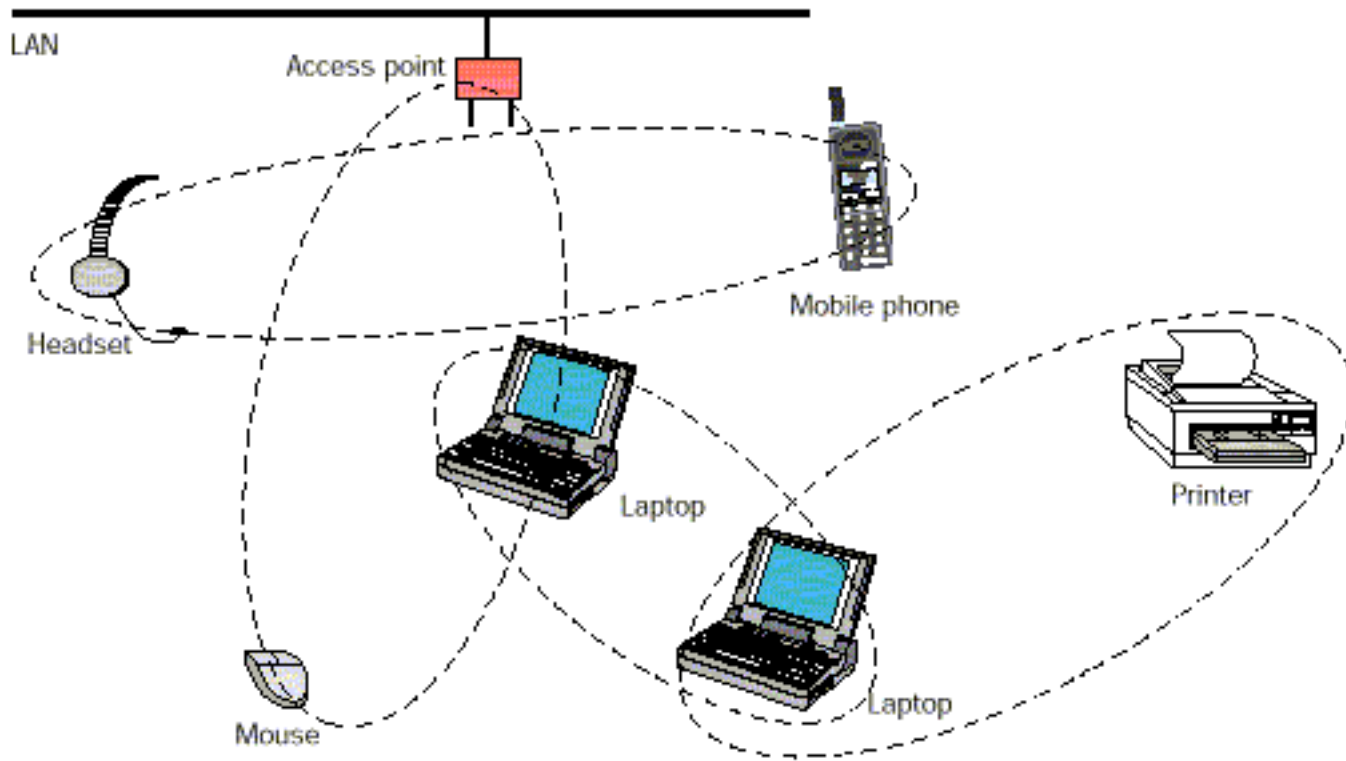 LAN
Access point
Mobile phone
Headset
Printer
Laptop
Laptop
Mouse